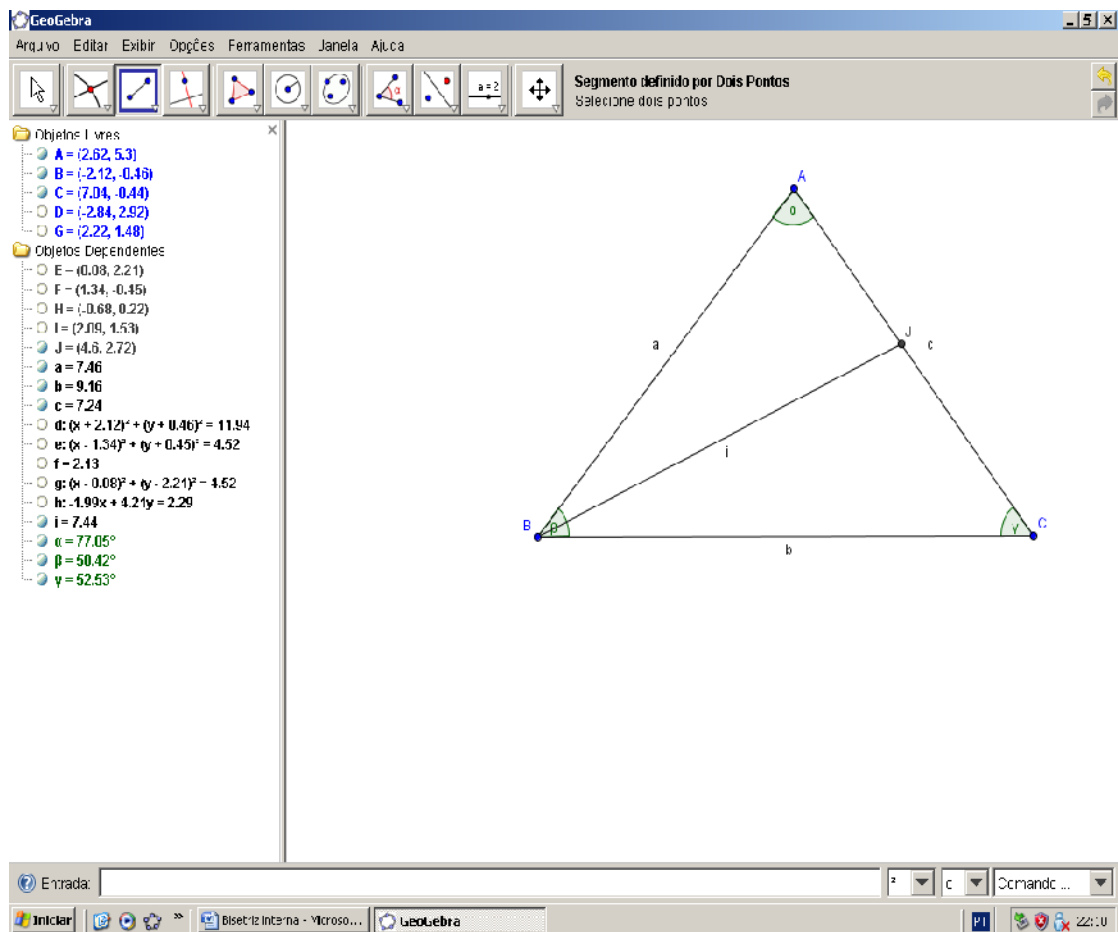 GeoGebra
Arquivo Editar Exibir Opções Ferramentas Janela Ajuda
Segmento definido por Dois Pontos
Selecione dois pontos
a = 2
α
Objetos Livres
A = (2.62, 5.3)
B = (-2.12, -0.46)
C = (7.04, -0.44)
D = (-2.84, 2.92)
G = (2.22, 1.48)
Objetos Dependentes
E = (0.08, 2.21)
F = (1.34, -0.45)
H = (-0.68, 0.22)
I = (2.09, 1.53)
J = (4.6, 2.72)
a = 7.46
b = 9.16
c = 7.24
d: (x + 2.12)² + (y + 0.46)² = 11.94
e: (x - 1.34)² + (y + 0.45)² = 4.52
f = 2.13
g: (x - 0.08)² + (y - 2.21)² = 4.52
h: -1.99x + 4.21y = 2.29
i = 7.44
α = 77.05°
β = 50.42°
γ = 52.53°
A
α
J
a
c
i
B
β
γ
C
b
Entrada:
² Comando ...
Iniciar » Bisetriz interna - Microso... GeoGebra PT 22:10